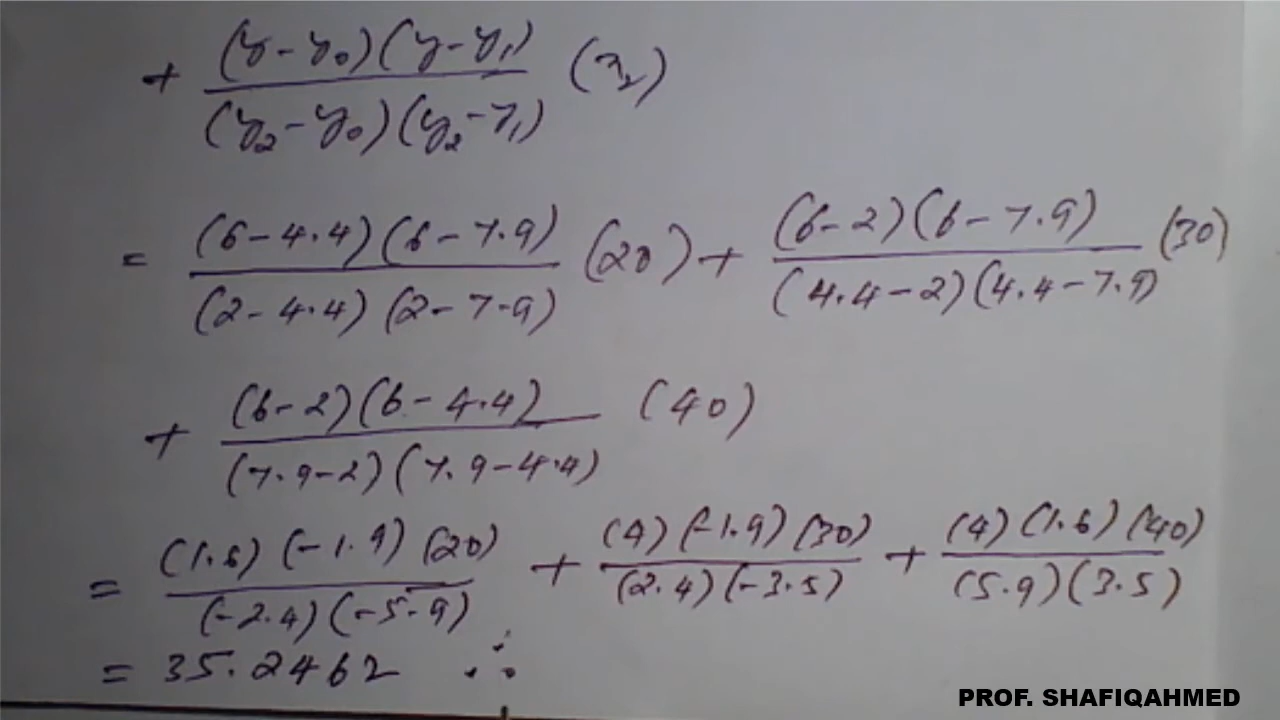 + (y-y₀)(y-y₁) / (y₂-y₀)(y₂-y₁) (x₂)
= (6-4.4)(6-7.9) / (2-4.4)(2-7.9) (20) + (6-2)(6-7.9) / (4.4-2)(4.4-7.9) (30)
+ (6-2)(6-4.4) / (7.9-2)(7.9-4.4) (40)
= (1.6)(-1.9)(20) / (-2.4)(-5.9) + (4)(-1.9)(30) / (2.4)(-3.5) + (4)(1.6)(40) / (5.9)(3.5)
= 35.2462 ∴
PROF. SHAFIQAHMED